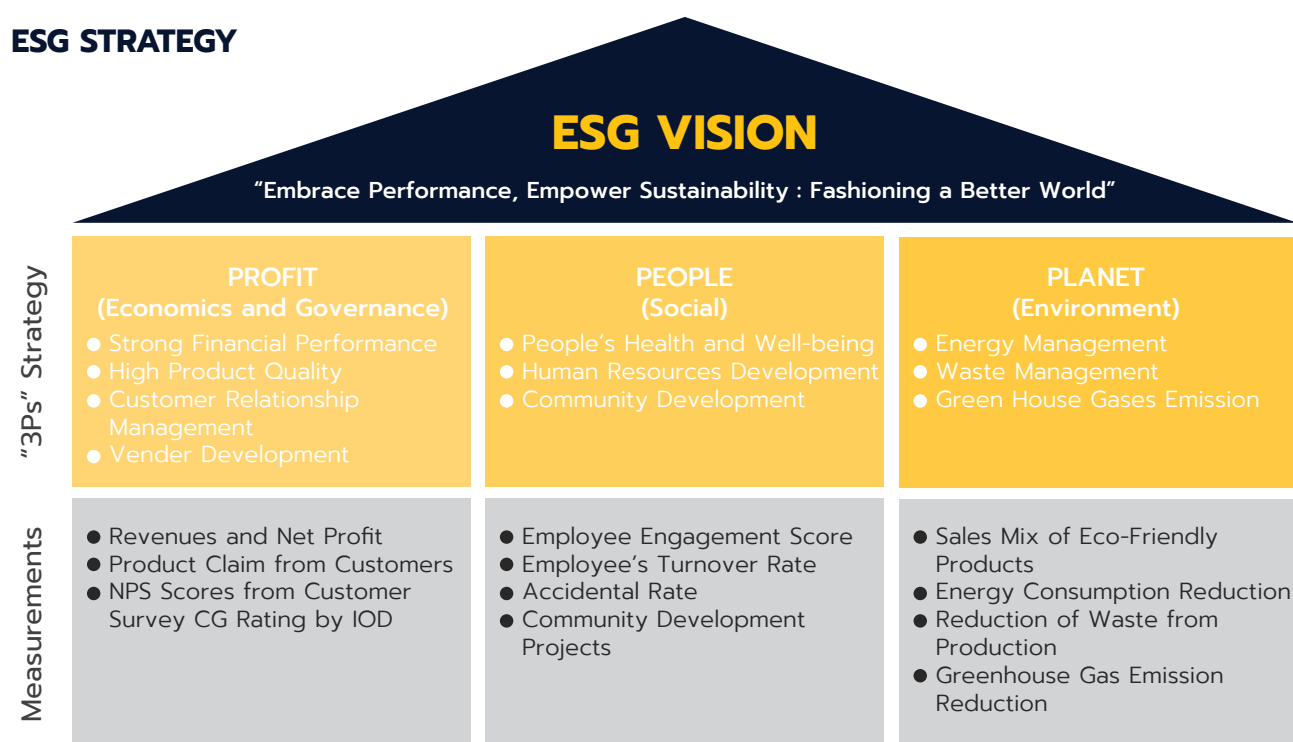 ESG STRATEGY
ESG VISION
“Embrace Performance, Empower Sustainability : Fashioning a Better World”
“3Ps” Strategy
PROFIT
(Economics and Governance)
● Strong Financial Performance
● High Product Quality
● Customer Relationship
Management
● Vender Development
PEOPLE
(Social)
● People’s Health and Well-being
● Human Resources Development
● Community Development
PLANET
(Environment)
● Energy Management
● Waste Management
● Green House Gases Emission
Measurements
● Revenues and Net Profit
● Product Claim from Customers
● NPS Scores from Customer
Survey CG Rating by IOD
● Employee Engagement Score
● Employee’s Turnover Rate
● Accidental Rate
● Community Development
Projects
● Sales Mix of Eco-Friendly
Products
● Energy Consumption Reduction
● Reduction of Waste from
Production
● Greenhouse Gas Emission
Reduction